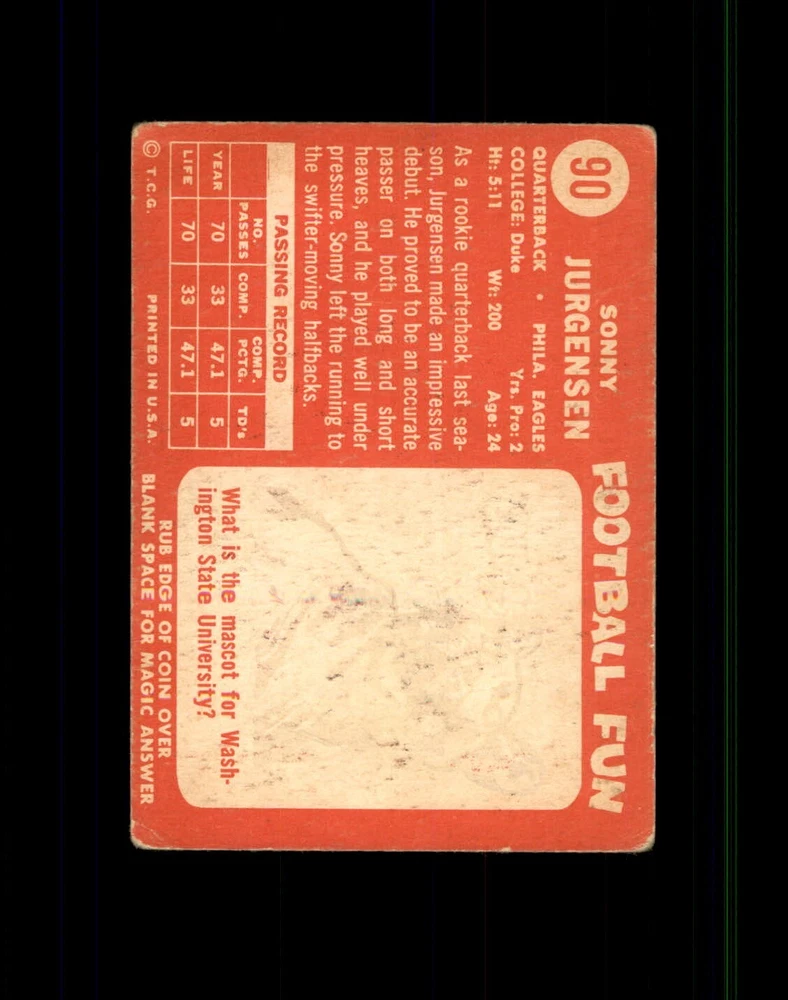 90
SONNY
JURGENSEN
QUARTERBACK • PHILA. EAGLES
COLLEGE: Duke Yrs. Pro: 2
Ht: 5:11 Wt: 200 Age: 24
As a rookie quarterback last sea-
son, Jurgensen made an impressive
debut. He proved to be an accurate
passer on both long and short
heaves, and he played well under
pressure. Sonny left the running to
the swifter-moving halfbacks.
PASSING RECORD
NO. PASSES COMP. COMP. PCTG. TD's
YEAR 70 33 47.1 5
LIFE 70 33 47.1 5
© T.C.G. PRINTED IN U.S.A.
FOOTBALL FUN
What is the mascot for Wash-
ington State University?
RUB EDGE OF COIN OVER
BLANK SPACE FOR MAGIC ANSWER